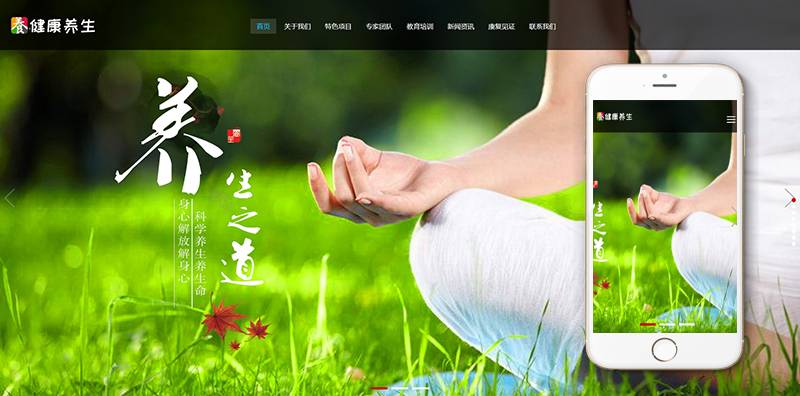 养健康养生
首页 关于我们 特色项目 专家团队 教育培训 新闻资讯 康复见证 联系我们
养
生之道
科学养生养生命
身心解放解身心
养健康养生
生之道